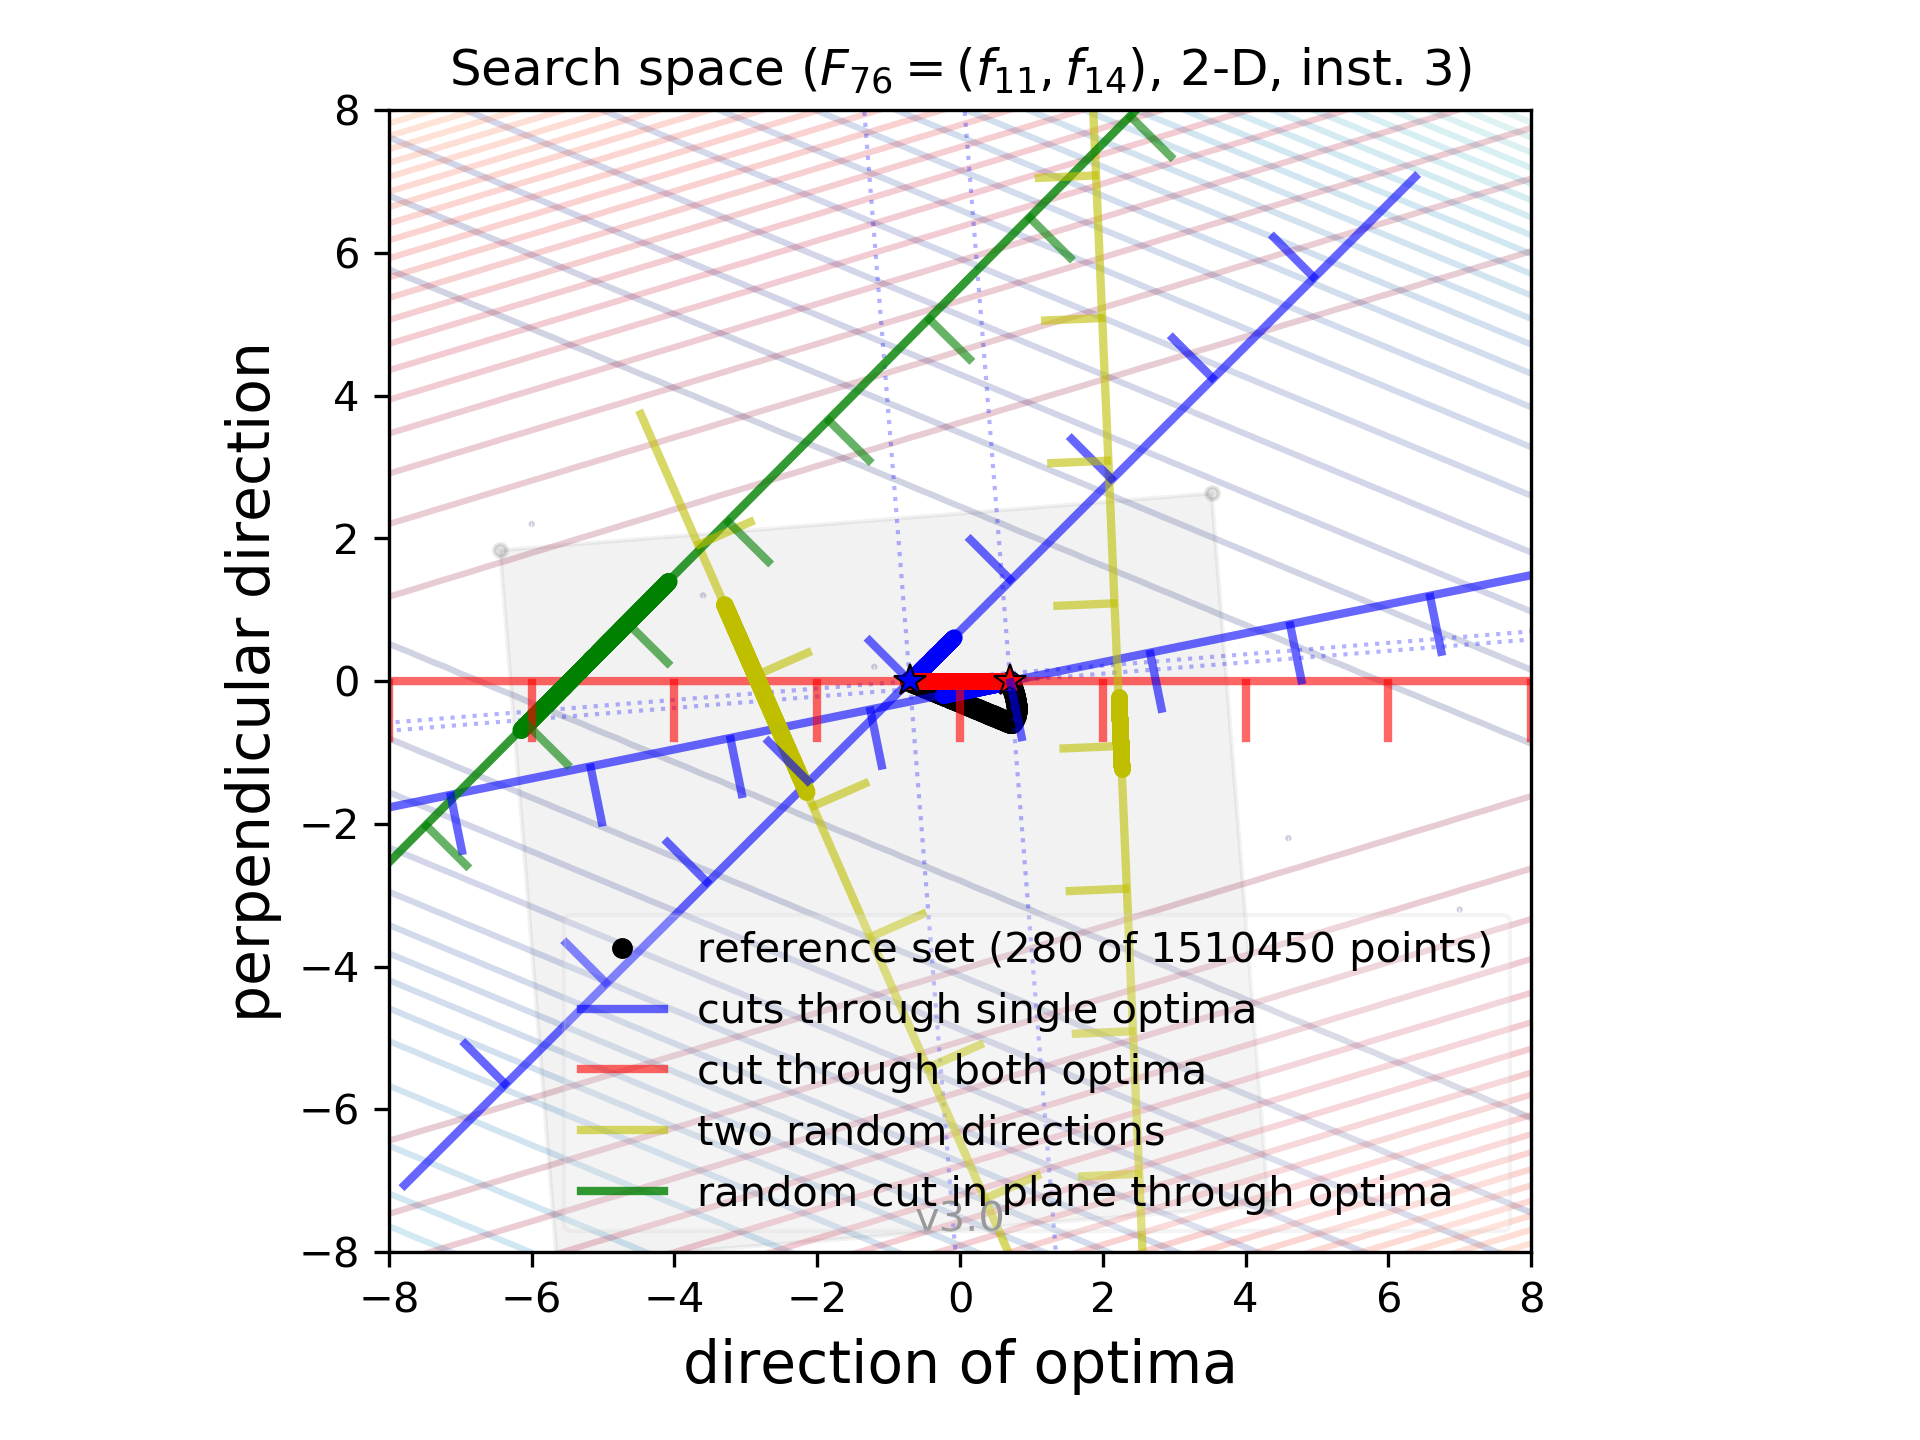 Search space (F76 = (f11, f14), 2-D, inst. 3)
8
6
4
2
0
−2
−4
−6
−8
perpendicular direction
reference set (280 of 1510450 points)
cuts through single optima
cut through both optima
two random directions
random cut in plane through optima
v3.0
−8 −6 −4 −2 0 2 4 6 8
direction of optima